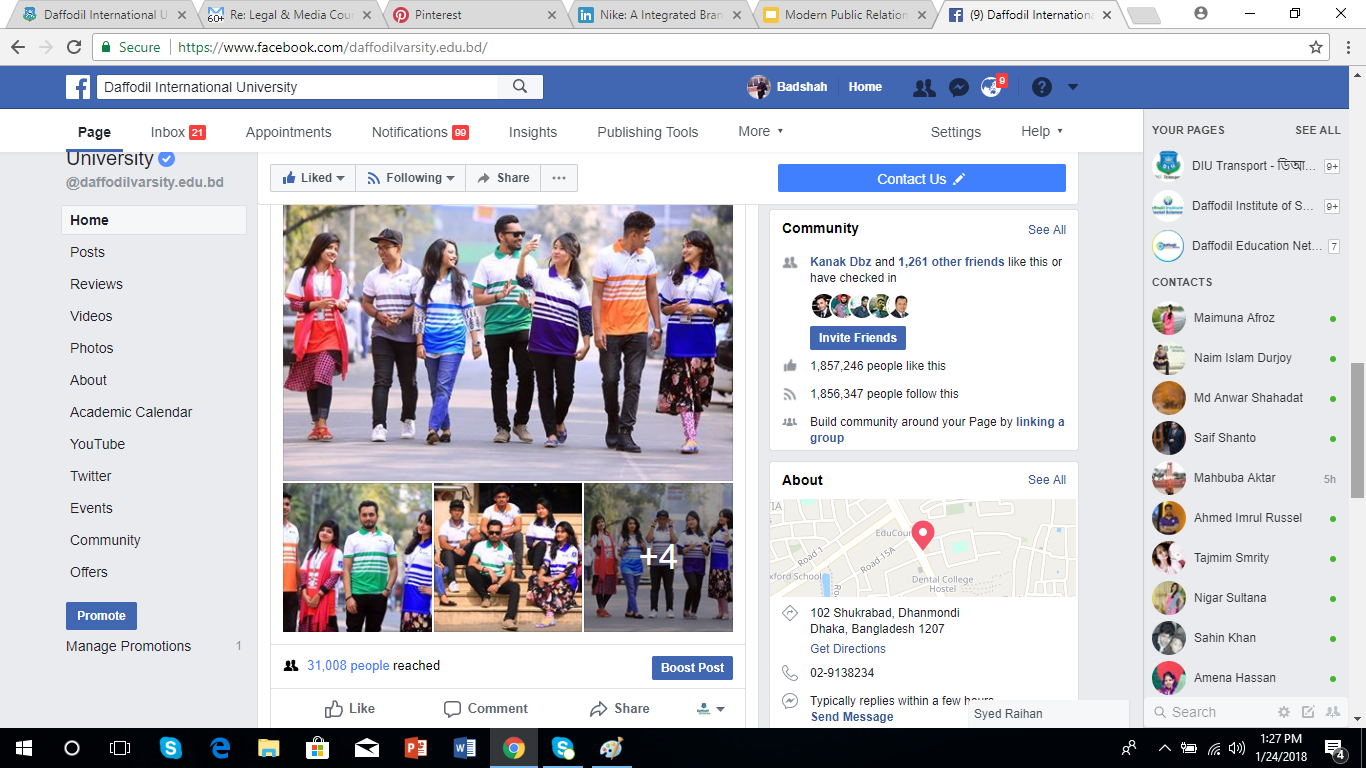 Daffodil International U
Re: Legal & Media Cou
Pinterest
Nike: A Integrated Bran
Modern Public Relation
(9) Daffodil Internationa
Secure
https://www.facebook.com/daffodilvarsity.edu.bd/
Daffodil International University
Badshah
Home
9
Page
Inbox 21
Appointments
Notifications 99
Insights
Publishing Tools
More
Settings
Help
University
@daffodilvarsity.edu.bd
Home
Posts
Reviews
Videos
Photos
About
Academic Calendar
YouTube
Twitter
Events
Community
Offers
Promote
Manage Promotions 1
Liked
Following
Share
Contact Us
+4
31,008 people reached
Boost Post
Like
Comment
Share
Community
See All
Kanak Dbz and 1,261 other friends like this or
have checked in
Invite Friends
1,857,246 people like this
1,856,347 people follow this
Build community around your Page by linking a
group
About
See All
Road 1
EduCou
Road 15A
xford School
Dental College
Hostel
102 Shukrabad, Dhanmondi
Dhaka, Bangladesh 1207
Get Directions
02-9138234
Typically replies within a few hours
Send Message
Syed Raihan
YOUR PAGES
SEE ALL
DIU Transport - ডিআ... 9+
Daffodil Institute of S... 9+
Daffodil Education Net... 7
CONTACTS
Maimuna Afroz
Naim Islam Durjoy
Md Anwar Shahadat
Saif Shanto
Mahbuba Aktar 5h
Ahmed Imrul Russel
Tajmim Smrity
Nigar Sultana
Sahin Khan
Amena Hassan
Search
1:27 PM
1/24/2018
4